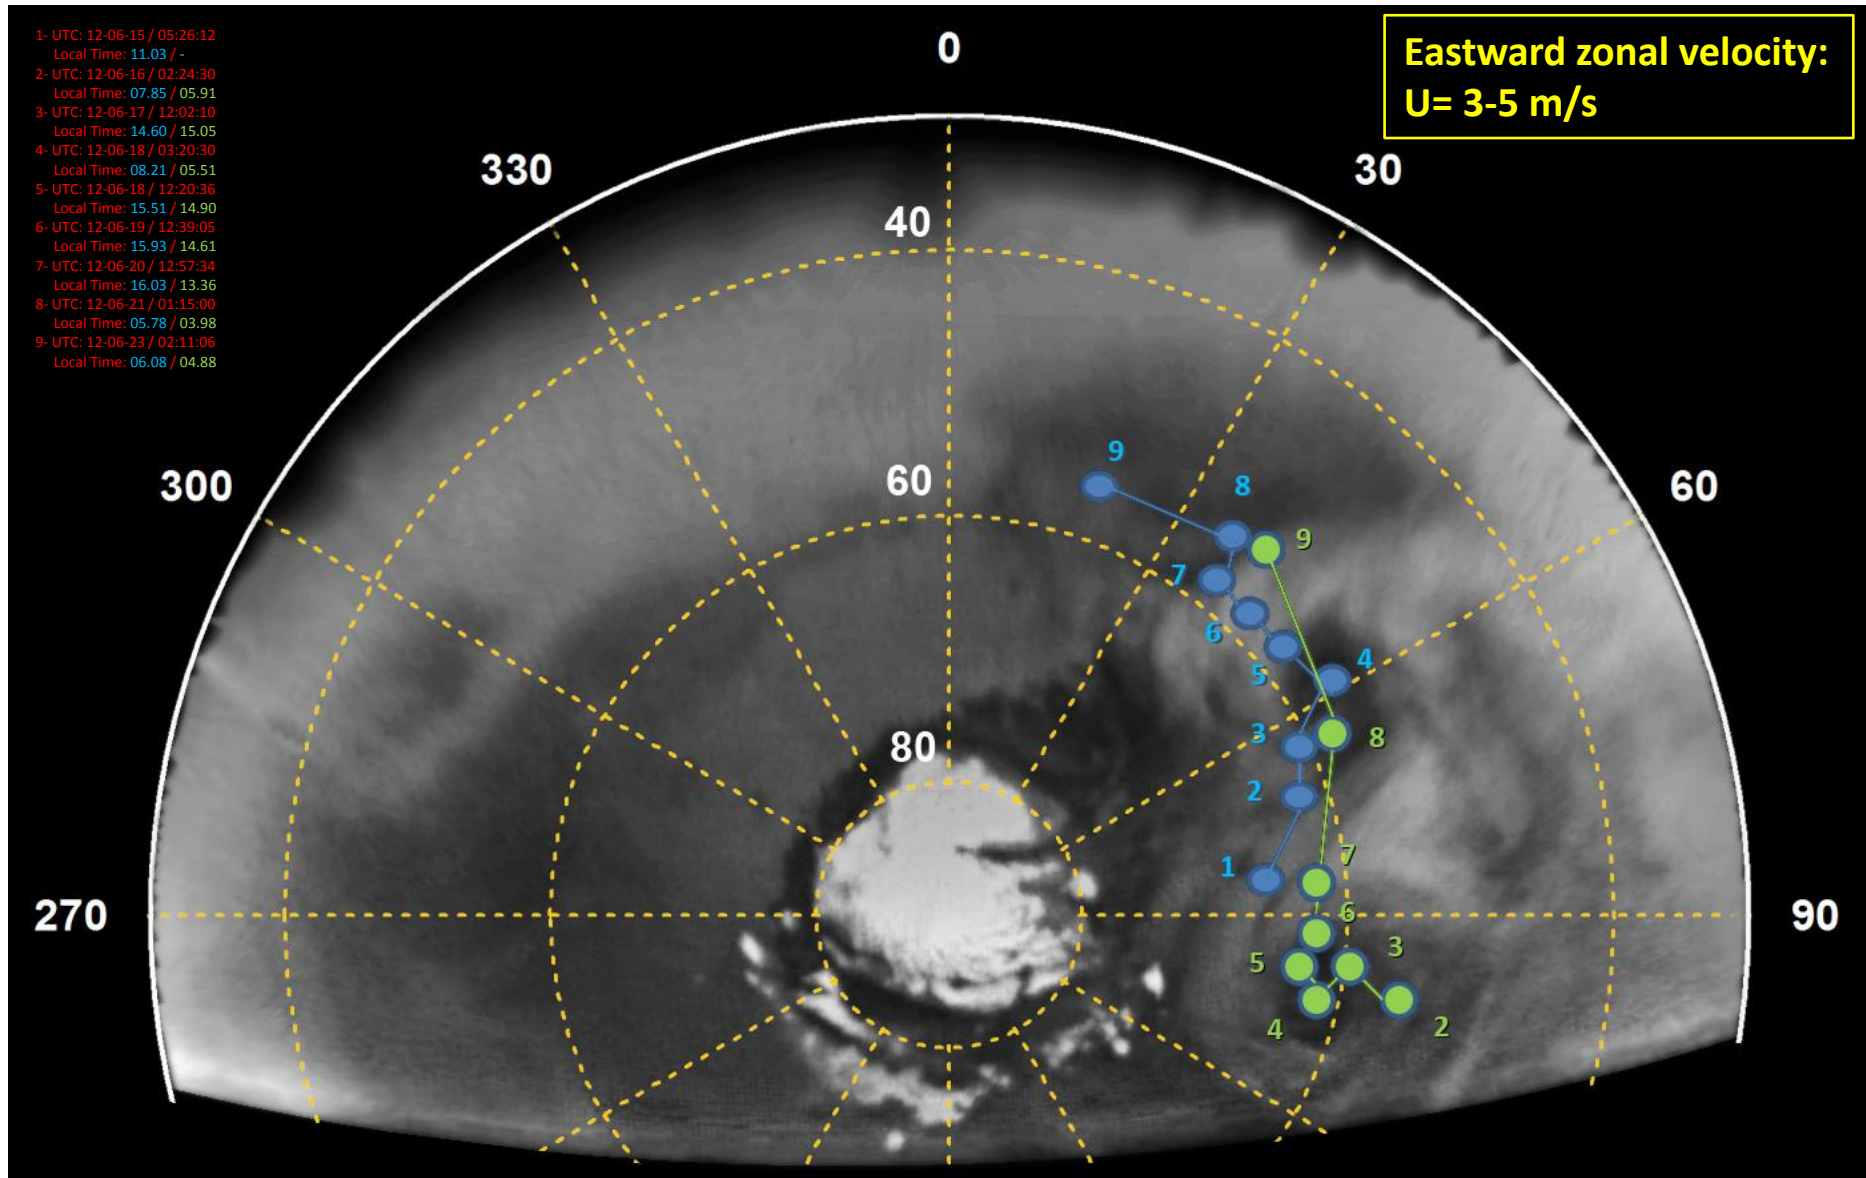 1- UTC: 12-06-15 / 05:26:12
Local Time: 11.03 / -
2- UTC: 12-06-16 / 02:24:30
Local Time: 07.85 / 05.91
3- UTC: 12-06-17 / 12:02:10
Local Time: 14.60 / 15.05
4- UTC: 12-06-18 / 03:20:30
Local Time: 08.21 / 05.51
5- UTC: 12-06-18 / 12:20:36
Local Time: 15.51 / 14.90
6- UTC: 12-06-19 / 12:39:05
Local Time: 15.93 / 14.61
7- UTC: 12-06-20 / 12:57:34
Local Time: 16.03 / 13.36
8- UTC: 12-06-21 / 01:15:00
Local Time: 05.78 / 03.98
9- UTC: 12-06-23 / 02:11:06
Local Time: 06.08 / 04.88
Eastward zonal velocity:
U= 3-5 m/s
0
330
30
40
300
60
60
80
270
90
9
8
7
6
5
4
3
2
1
9
8
7
6
5
3
4
2